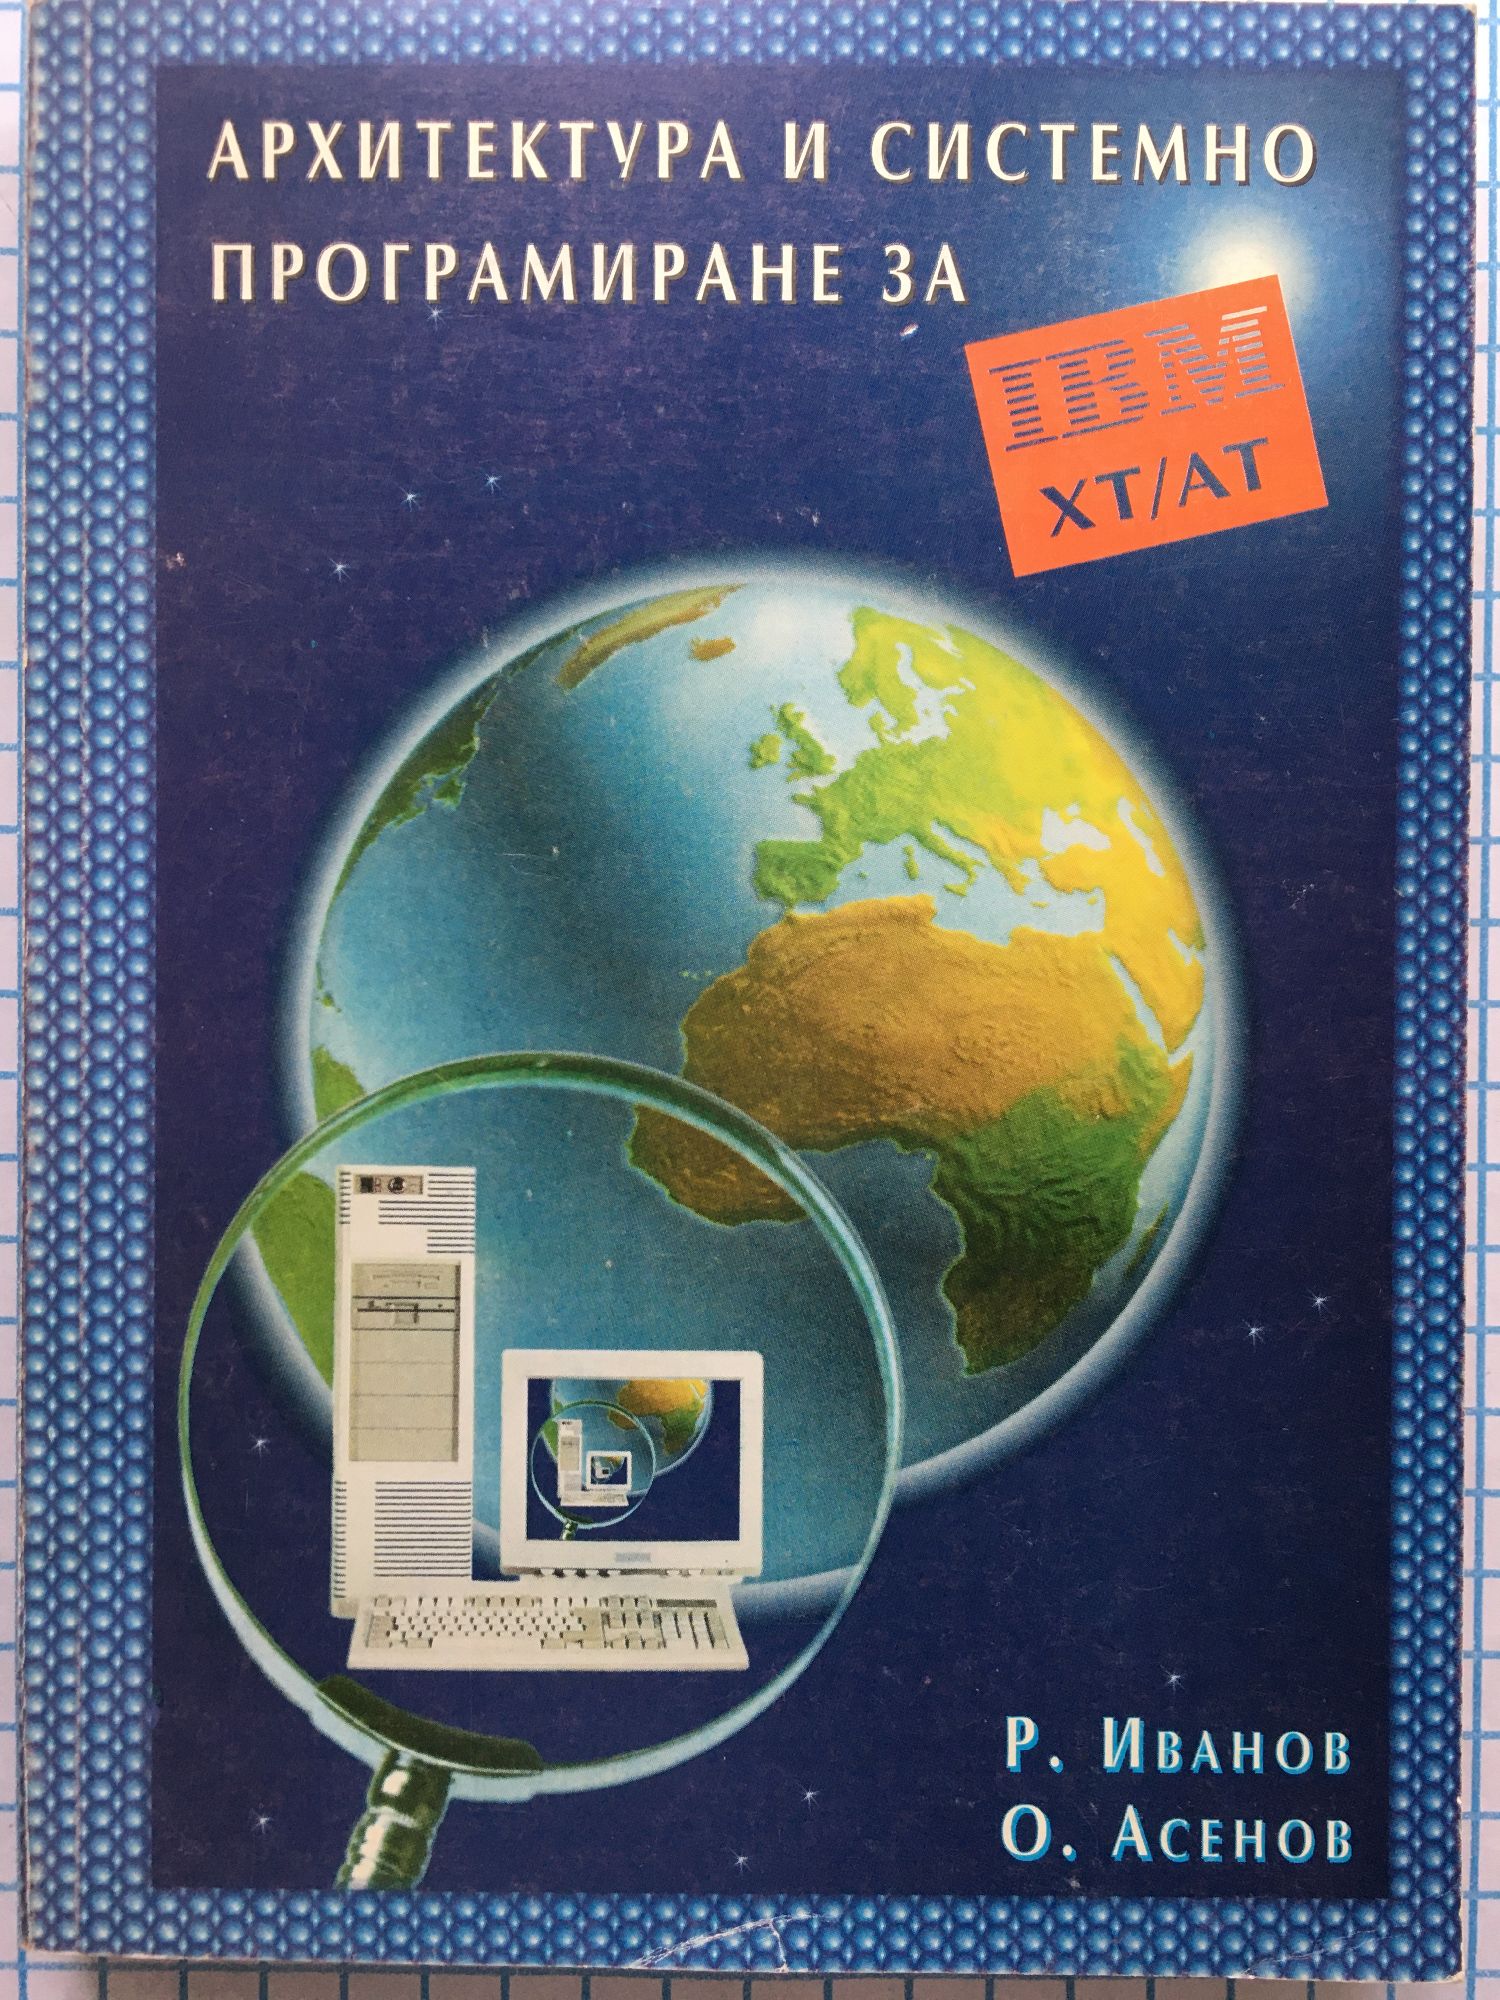 АРХИТЕКТУРА И СИСТЕМНО
ПРОГРАМИРАНЕ ЗА
IBM
XT/AT
Р. ИВАНОВ
О. АСЕНОВ